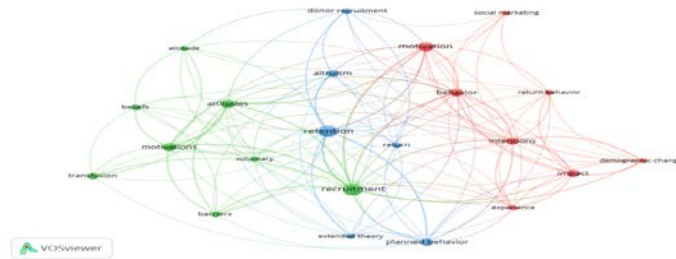 donor recruitment
social marketing
motivation
attitude
altruism
behavior
return behavior
beliefs
attitudes
retention
motivations
return
intentions
voluntary
demographic-chang
transfusion
impact
recruitment
barriers
experience
extended theory
planned behavior
VOSviewer